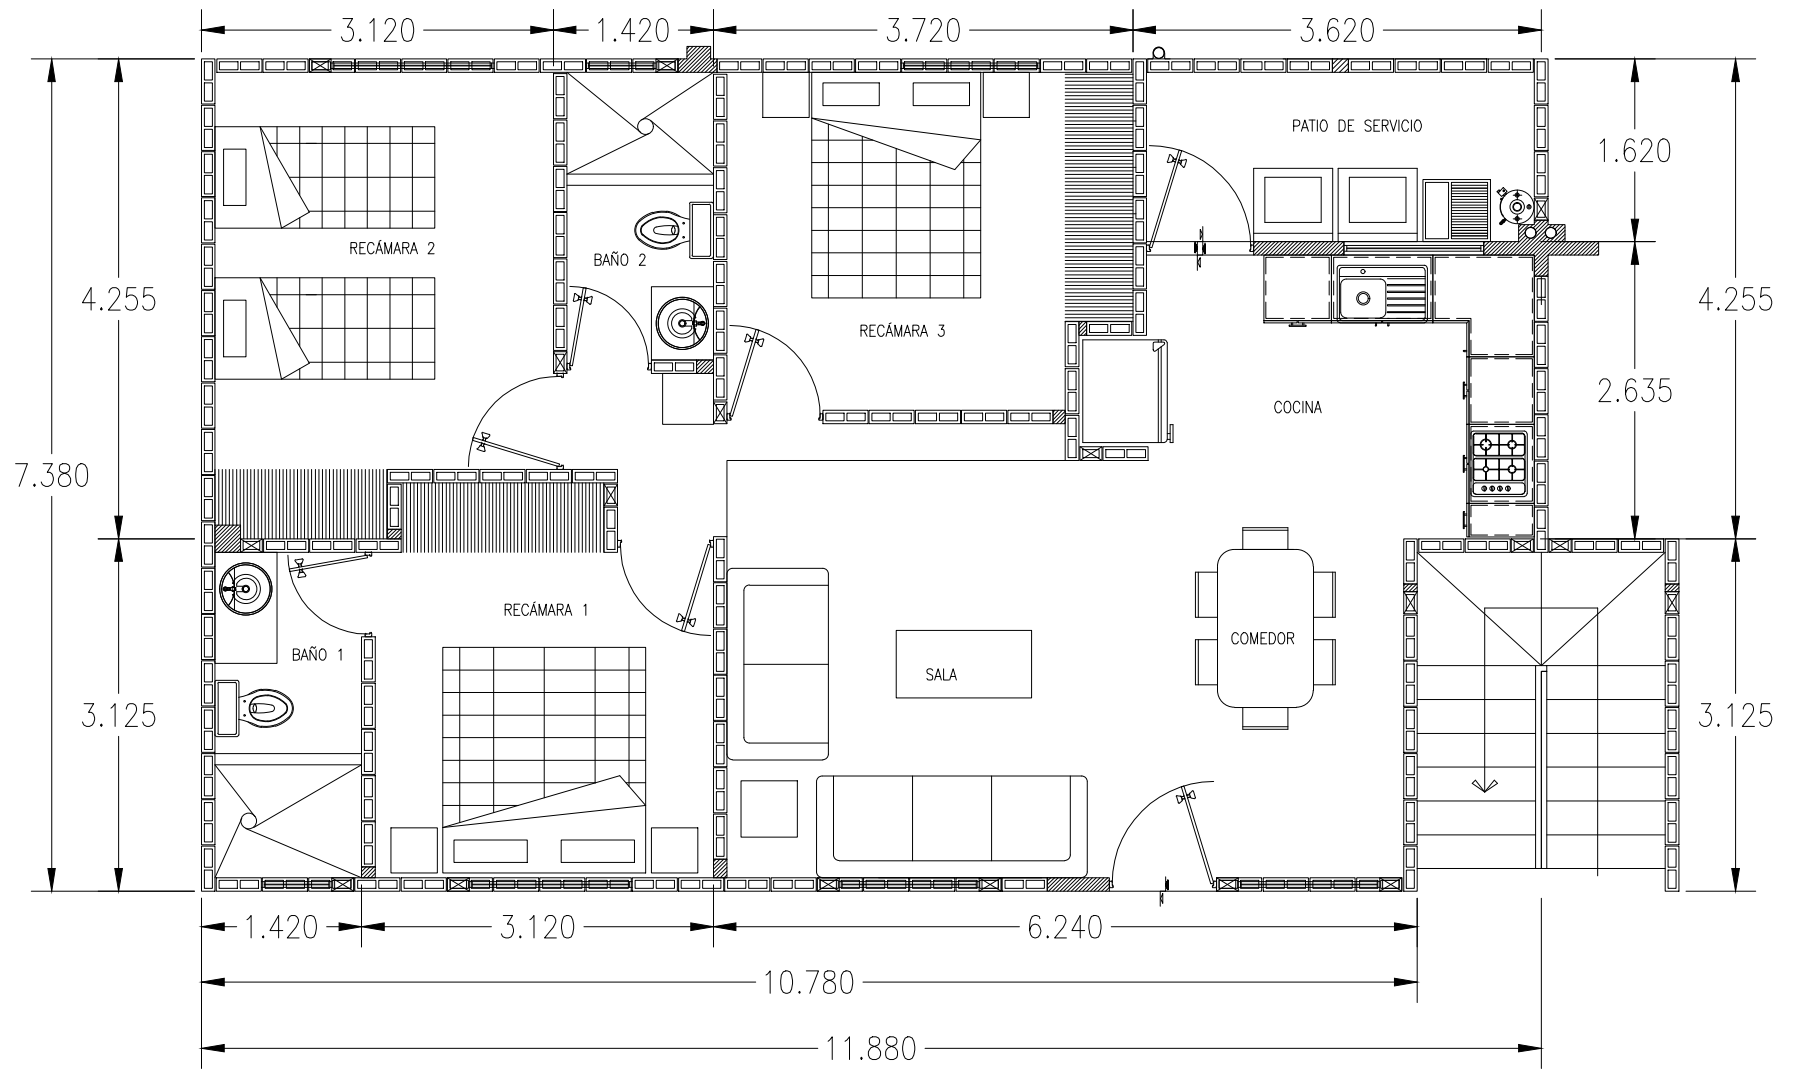 3.120
1.420
3.720
3.620
PATIO DE SERVICIO
1.620
RECÁMARA 2
BAÑO 2
4.255
4.255
RECÁMARA 3
2.635
COCINA
7.380
RECÁMARA 1
COMEDOR
BAÑO 1
SALA
3.125
3.125
1.420
3.120
6.240
10.780
11.880